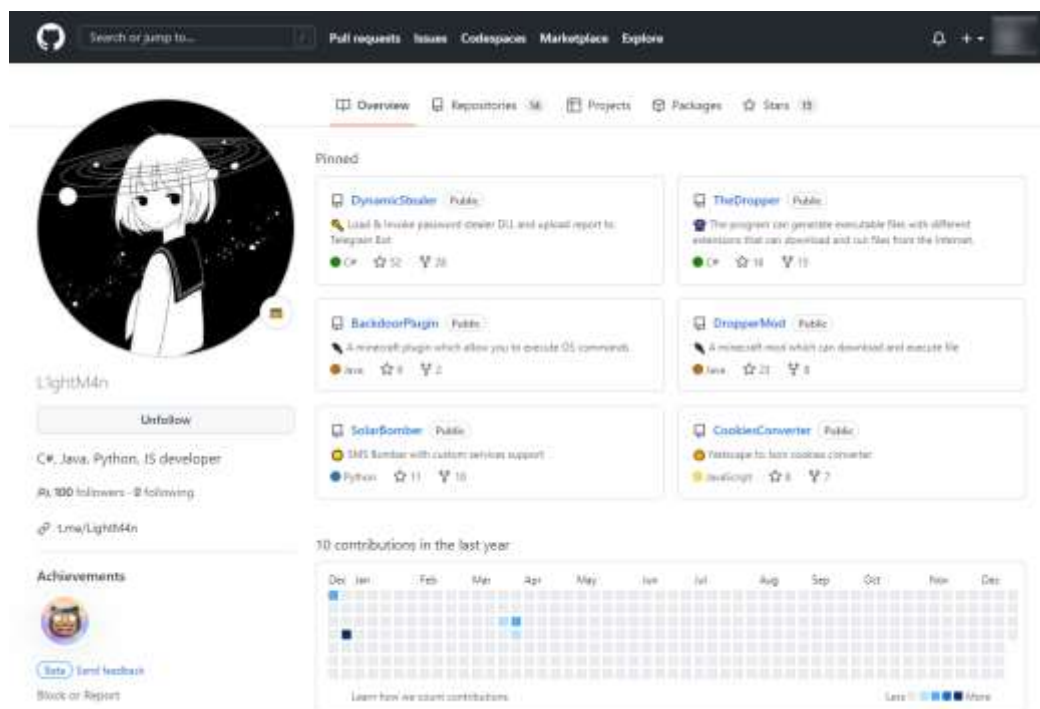 Search or jump to... /
Pull requests Issues Codespaces Marketplace Explore
Overview Repositories 56 Projects Packages Stars 15
Pinned
DynamicStealer Public
Load & Invoke password stealer DLL and upload report to
Telegram Bot
C# 52 28
TheDropper Public
The program can generate executable files with different
extensions that can download and run files from the Internet.
C# 18 15
BackdoorPlugin Public
A minecraft plugin which allow you to execute OS commands
Java 2
DropperMod Public
A minecraft mod which can download and execute file
Java 23 8
SolarBomber Public
SMS Bomber with custom services support
Python 11 10
CookiesConverter Public
Netscape to Json cookies converter
JavaScript 7
L1ghtM4n
Unfollow
C#, Java, Python, JS developer
100 followers · 0 following
t.me/LightM4n
Achievements
Beta Send feedback
Block or Report
10 contributions in the last year
Dec Jan Feb Mar Apr May Jun Jul Aug Sep Oct Nov Dec
Learn how we count contributions
Less More